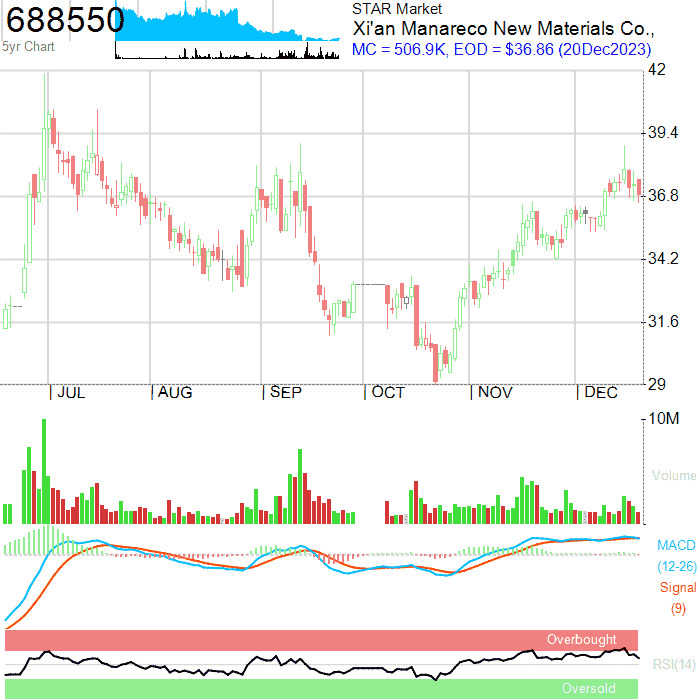 688550
5yr Chart
STAR Market
Xi'an Manareco New Materials Co.,
MC = 506.9K, EOD = $36.86 (20Dec2023)
42
39.4
36.8
34.2
31.6
29
JUL AUG SEP OCT NOV DEC
10M
Volume
MACD
(12-26)
Signal
(9)
Overbought
RSI(14)
Oversold